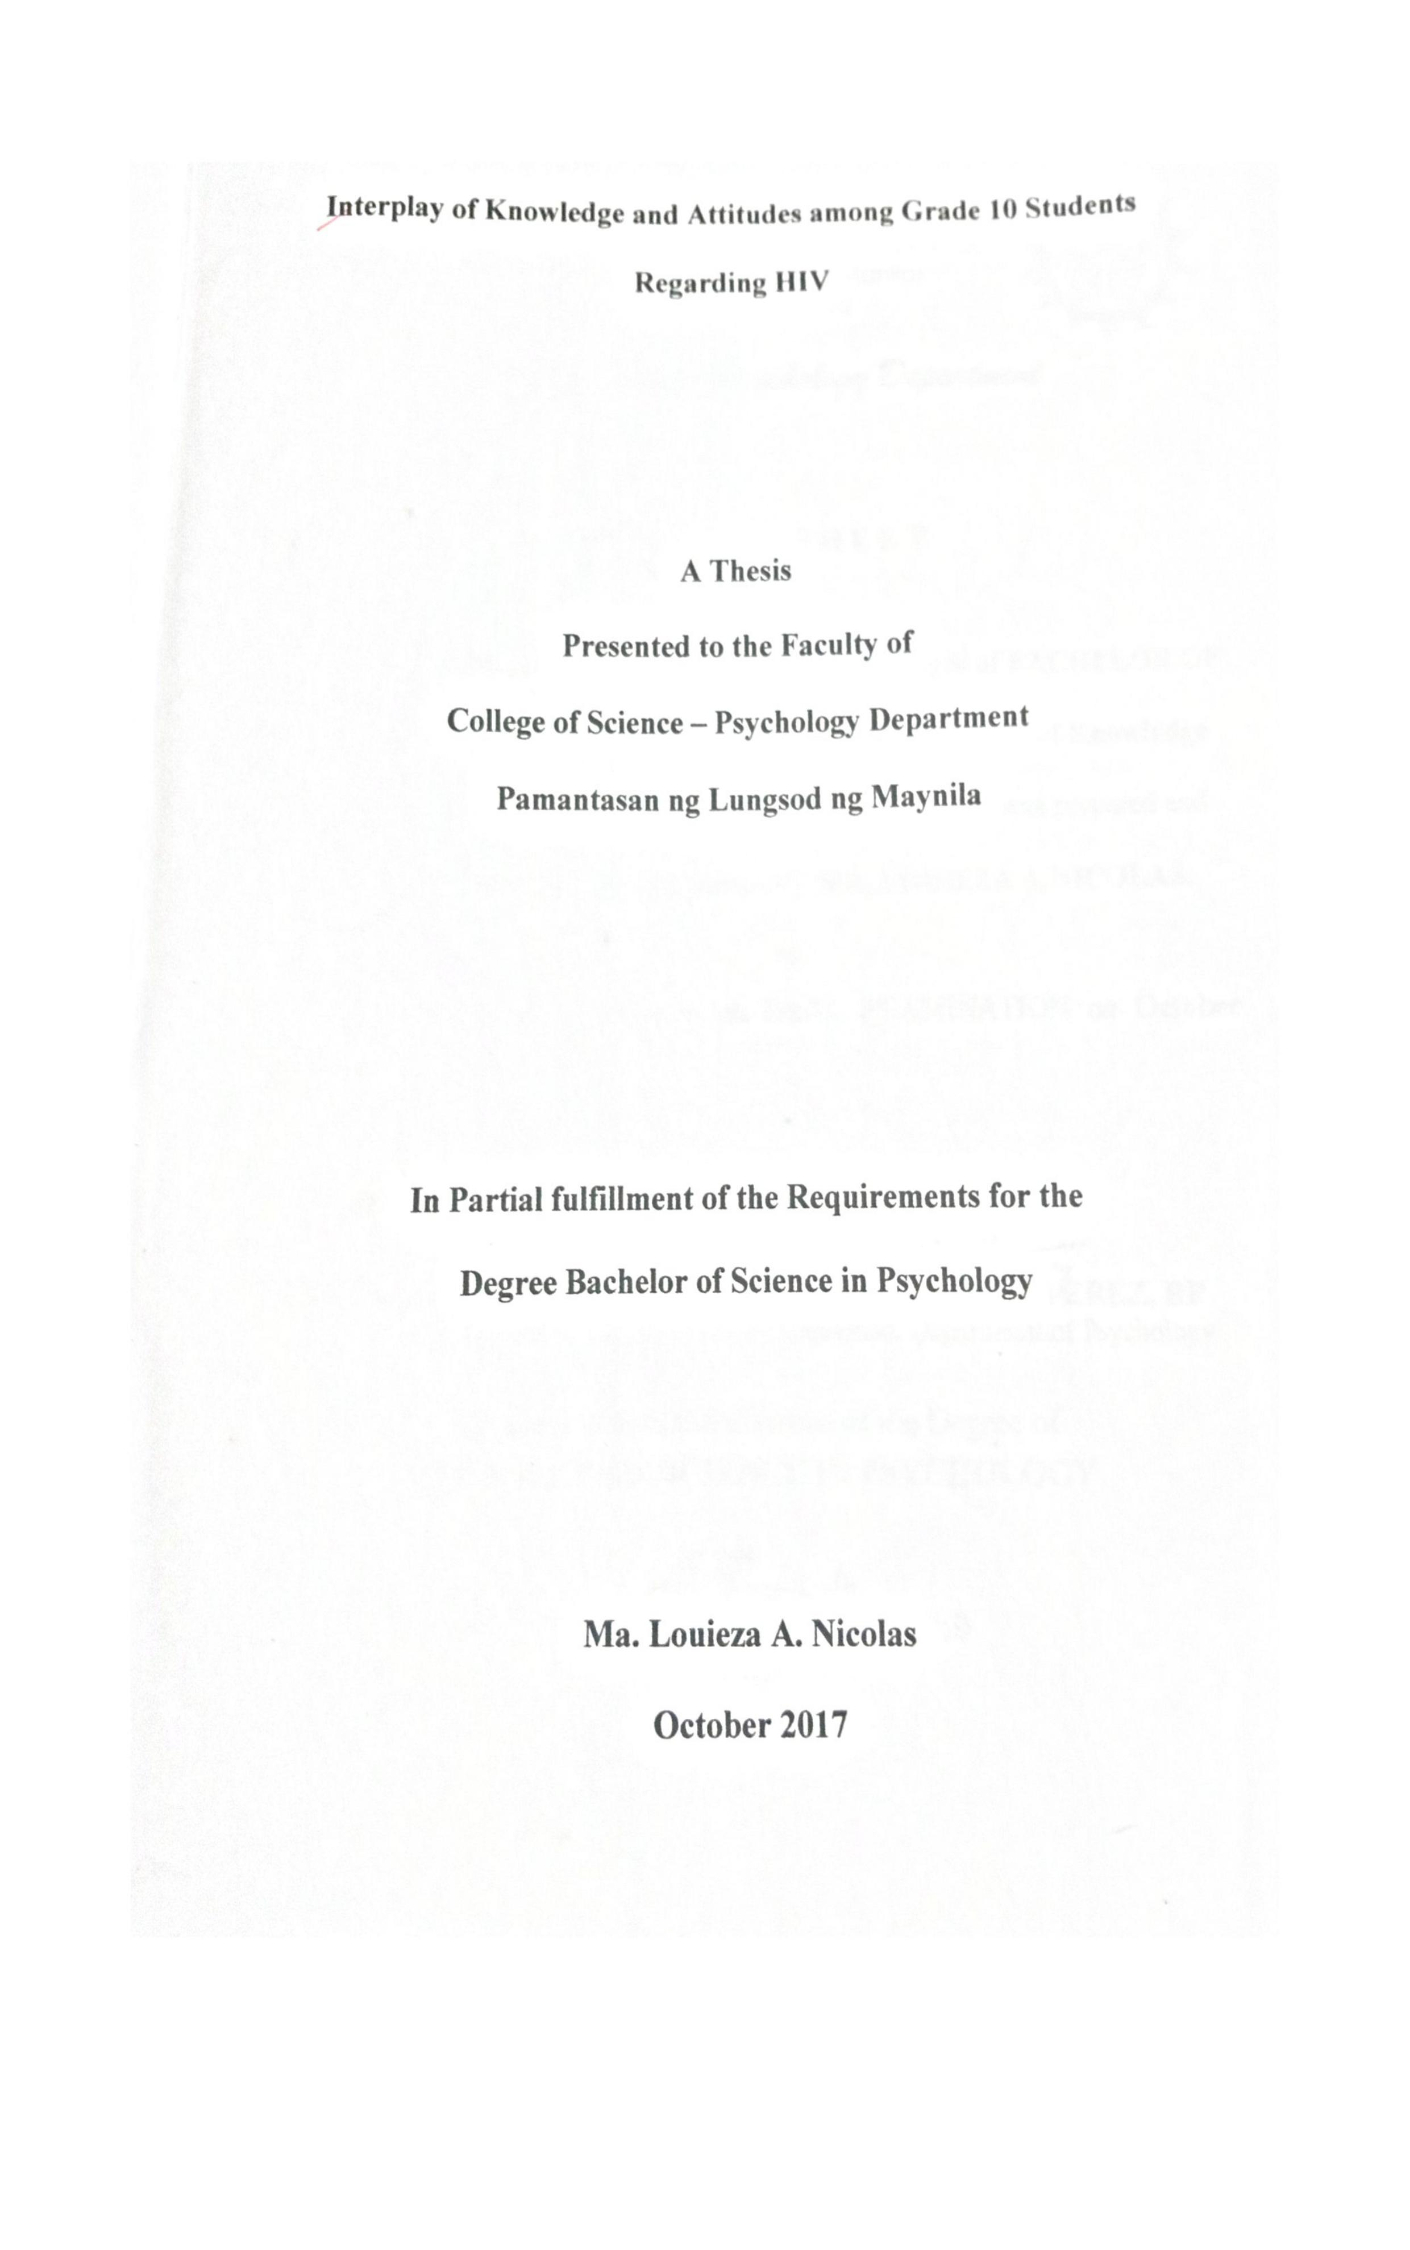 Interplay of Knowledge and Attitudes among Grade 10 Students
Regarding HIV
A Thesis
Presented to the Faculty of
College of Science – Psychology Department
Pamantasan ng Lungsod ng Maynila
In Partial fulfillment of the Requirements for the
Degree Bachelor of Science in Psychology
Ma. Louieza A. Nicolas
October 2017